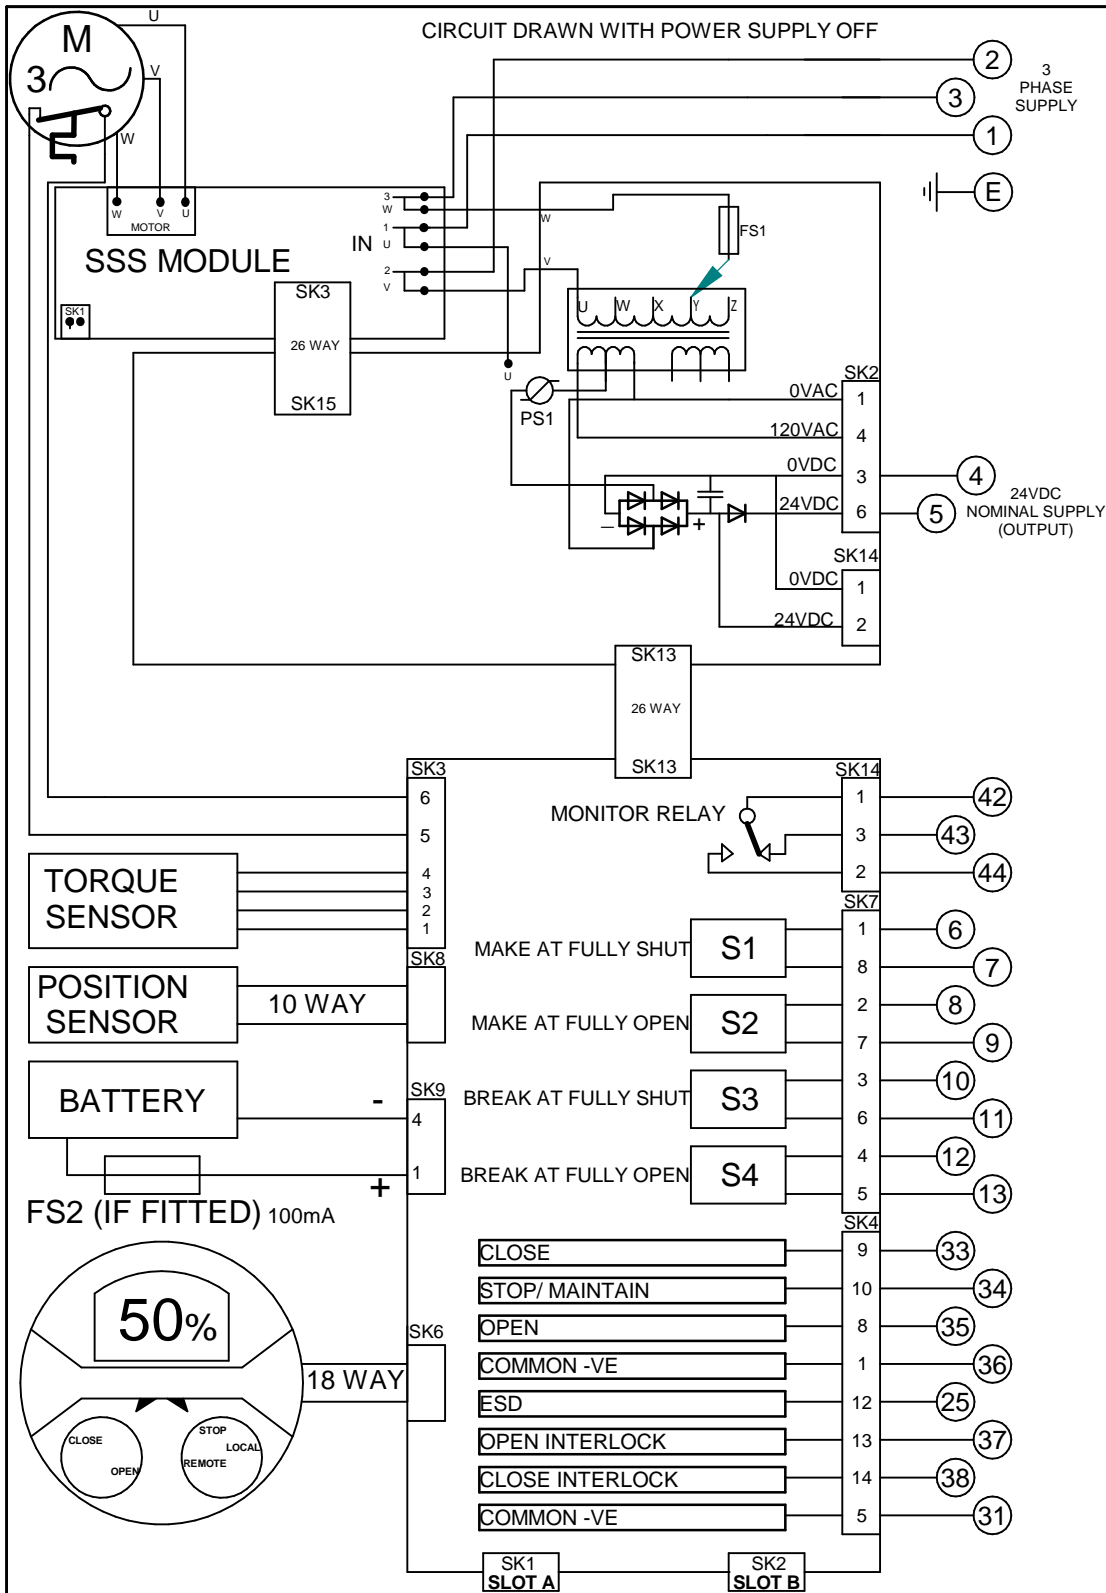 CIRCUIT DRAWN WITH POWER SUPPLY OFF
U
M
3
V
W
2
3
1
E
3
PHASE
SUPPLY
W
V
U
MOTOR
SSS MODULE
IN
3
W
1
U
2
V
W
V
U
FS1
SK1
SK3
26 WAY
SK15
U
W
X
Y
Z
PS1
SK2
0VAC
1
120VAC
4
0VDC
3
4
24VDC
6
5
24VDC
NOMINAL SUPPLY
(OUTPUT)
–
+
SK14
0VDC
1
24VDC
2
SK13
26 WAY
SK13
SK3
6
5
4
3
2
1
TORQUE
SENSOR
SK8
POSITION
SENSOR
10 WAY
BATTERY
-
SK9
4
1
+
FS2 (IF FITTED) 100mA
50%
CLOSE
OPEN
STOP
LOCAL
REMOTE
18 WAY
SK6
MONITOR RELAY
SK14
1
42
3
43
2
44
SK7
MAKE AT FULLY SHUT
S1
1
6
8
7
MAKE AT FULLY OPEN
S2
2
8
7
9
BREAK AT FULLY SHUT
S3
3
10
6
11
BREAK AT FULLY OPEN
S4
4
12
5
13
SK4
CLOSE
9
33
STOP/ MAINTAIN
10
34
OPEN
8
35
COMMON -VE
1
36
ESD
12
25
OPEN INTERLOCK
13
37
CLOSE INTERLOCK
14
38
COMMON -VE
5
31
SK1
SLOT A
SK2
SLOT B